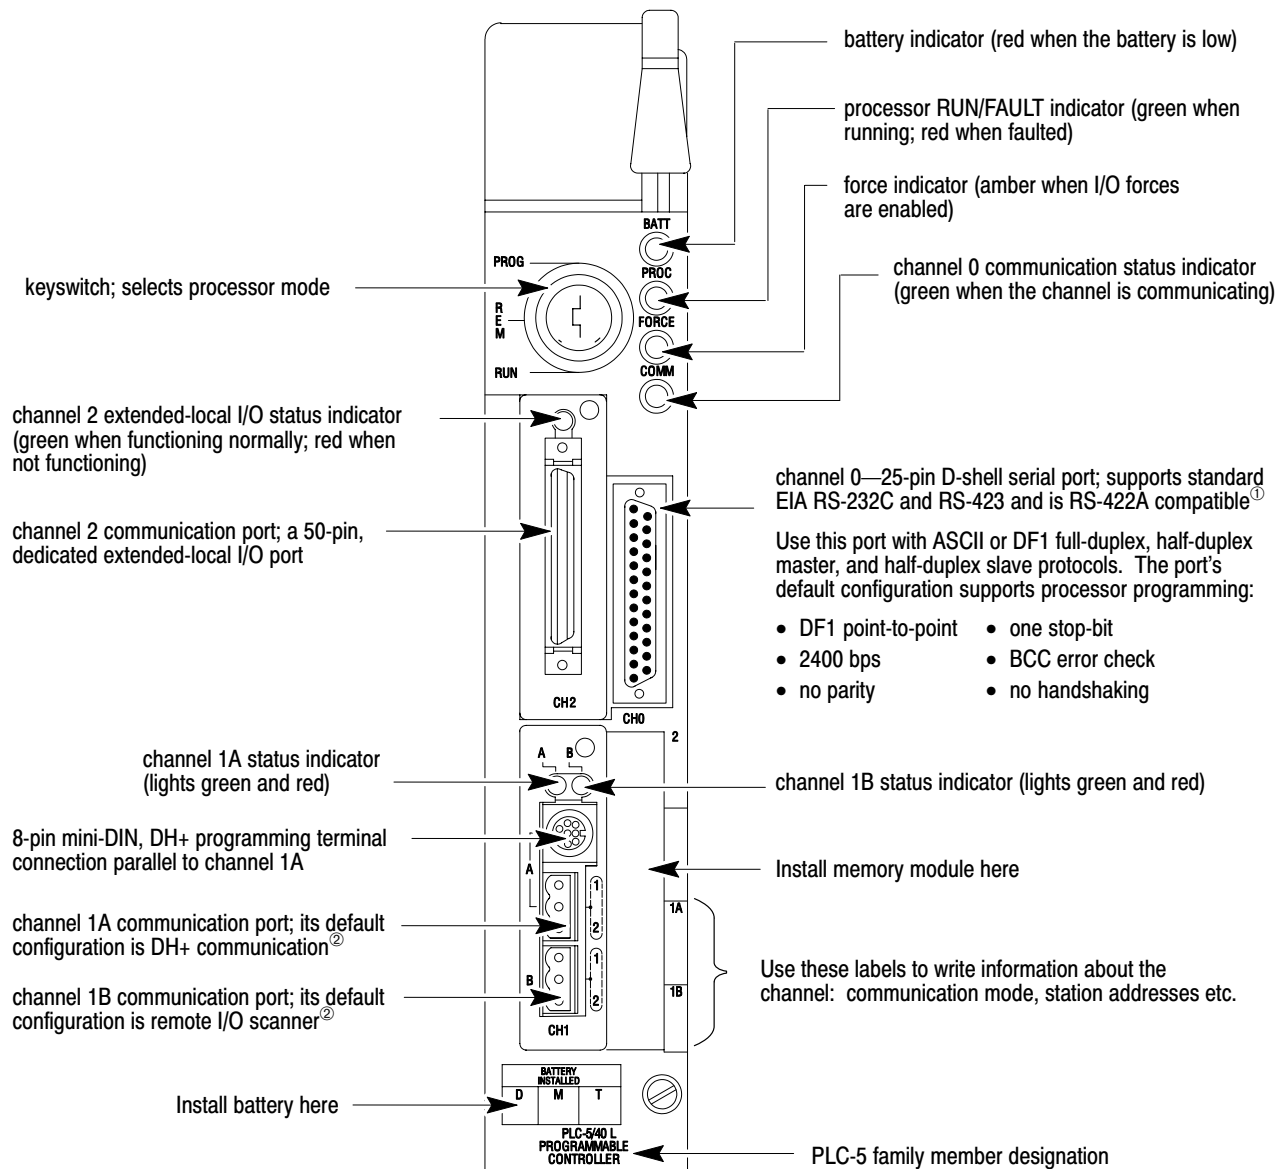 battery indicator (red when the battery is low)
processor RUN/FAULT indicator (green when
running; red when faulted)
force indicator (amber when I/O forces
are enabled)
BATT
PROG
PROC
channel 0 communication status indicator
(green when the channel is communicating)
keyswitch; selects processor mode
R
E
M
FORCE
RUN
COMM
channel 2 extended-local I/O status indicator
(green when functioning normally; red when
not functioning)
channel 0—25-pin D-shell serial port; supports standard
EIA RS-232C and RS-423 and is RS-422A compatible①
channel 2 communication port; a 50-pin,
dedicated extended-local I/O port
Use this port with ASCII or DF1 full-duplex, half-duplex
master, and half-duplex slave protocols. The port's
default configuration supports processor programming:
• DF1 point-to-point • one stop-bit
• 2400 bps • BCC error check
• no parity • no handshaking
CH2
CH0
2
A B
channel 1A status indicator
(lights green and red)
channel 1B status indicator (lights green and red)
8-pin mini-DIN, DH+ programming terminal
connection parallel to channel 1A
A
Install memory module here
1
2
1A
channel 1A communication port; its default
configuration is DH+ communication②
B
1
2
1B
channel 1B communication port; its default
configuration is remote I/O scanner②
Use these labels to write information about the
channel: communication mode, station addresses etc.
CH1
BATTERY
INSTALLED
D M T
Install battery here
PLC-5/40 L
PROGRAMMABLE
CONTROLLER
PLC-5 family member designation